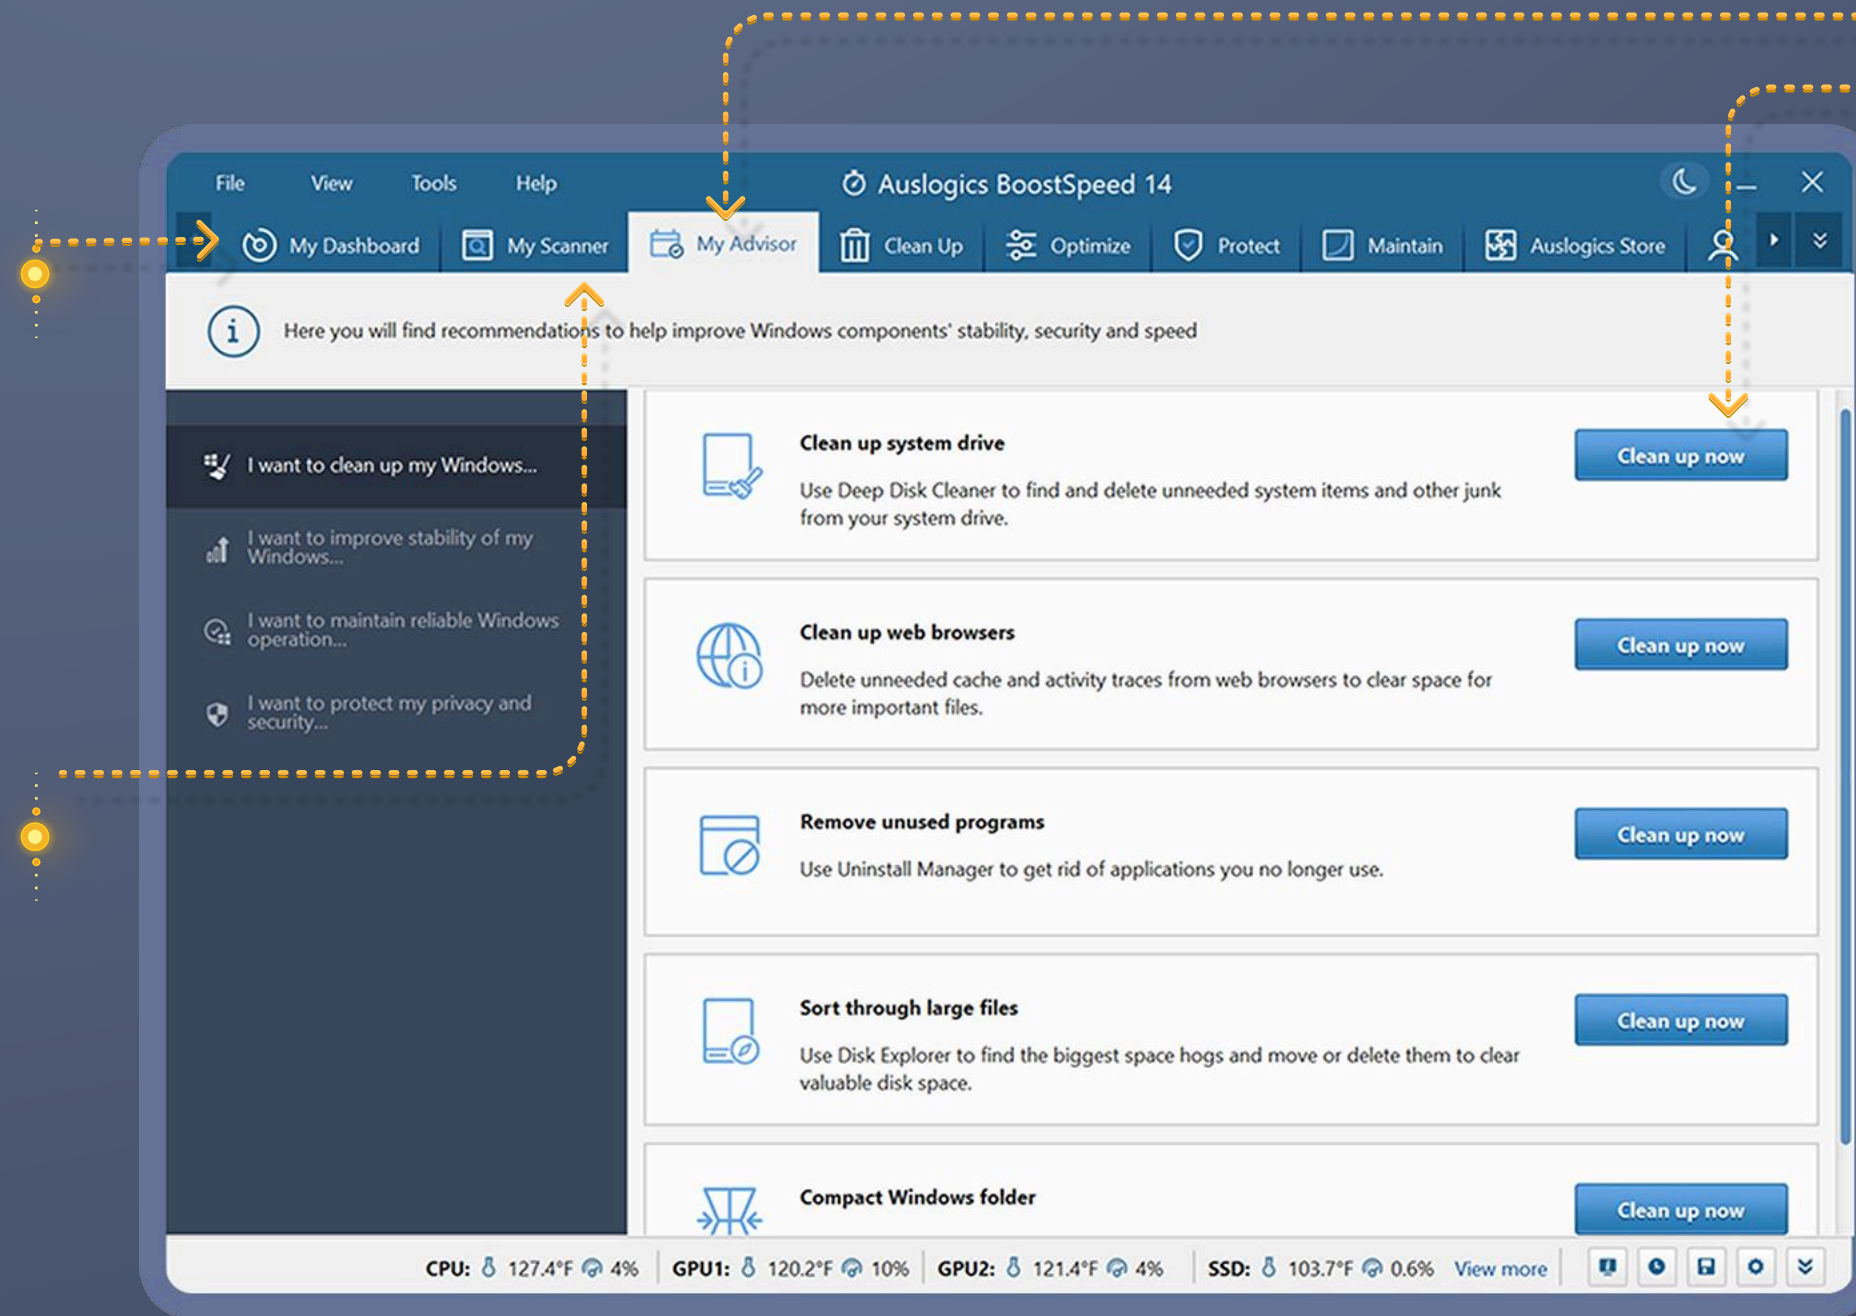 File View Tools Help Auslogics BoostSpeed 14
My Dashboard My Scanner My Advisor Clean Up Optimize Protect Maintain Auslogics Store
Here you will find recommendations to help improve Windows components' stability, security and speed
I want to clean up my Windows...
I want to improve stability of my
Windows...
I want to maintain reliable Windows
operation...
I want to protect my privacy and
security...
Clean up system drive
Clean up now
Use Deep Disk Cleaner to find and delete unneeded system items and other junk
from your system drive.
Clean up web browsers
Clean up now
Delete unneeded cache and activity traces from web browsers to clear space for
more important files.
Remove unused programs
Clean up now
Use Uninstall Manager to get rid of applications you no longer use.
Sort through large files
Clean up now
Use Disk Explorer to find the biggest space hogs and move or delete them to clear
valuable disk space.
Compact Windows folder
Clean up now
CPU: 127.4°F 4% GPU1: 120.2°F 10% GPU2: 121.4°F 4% SSD: 103.7°F 0.6% View more